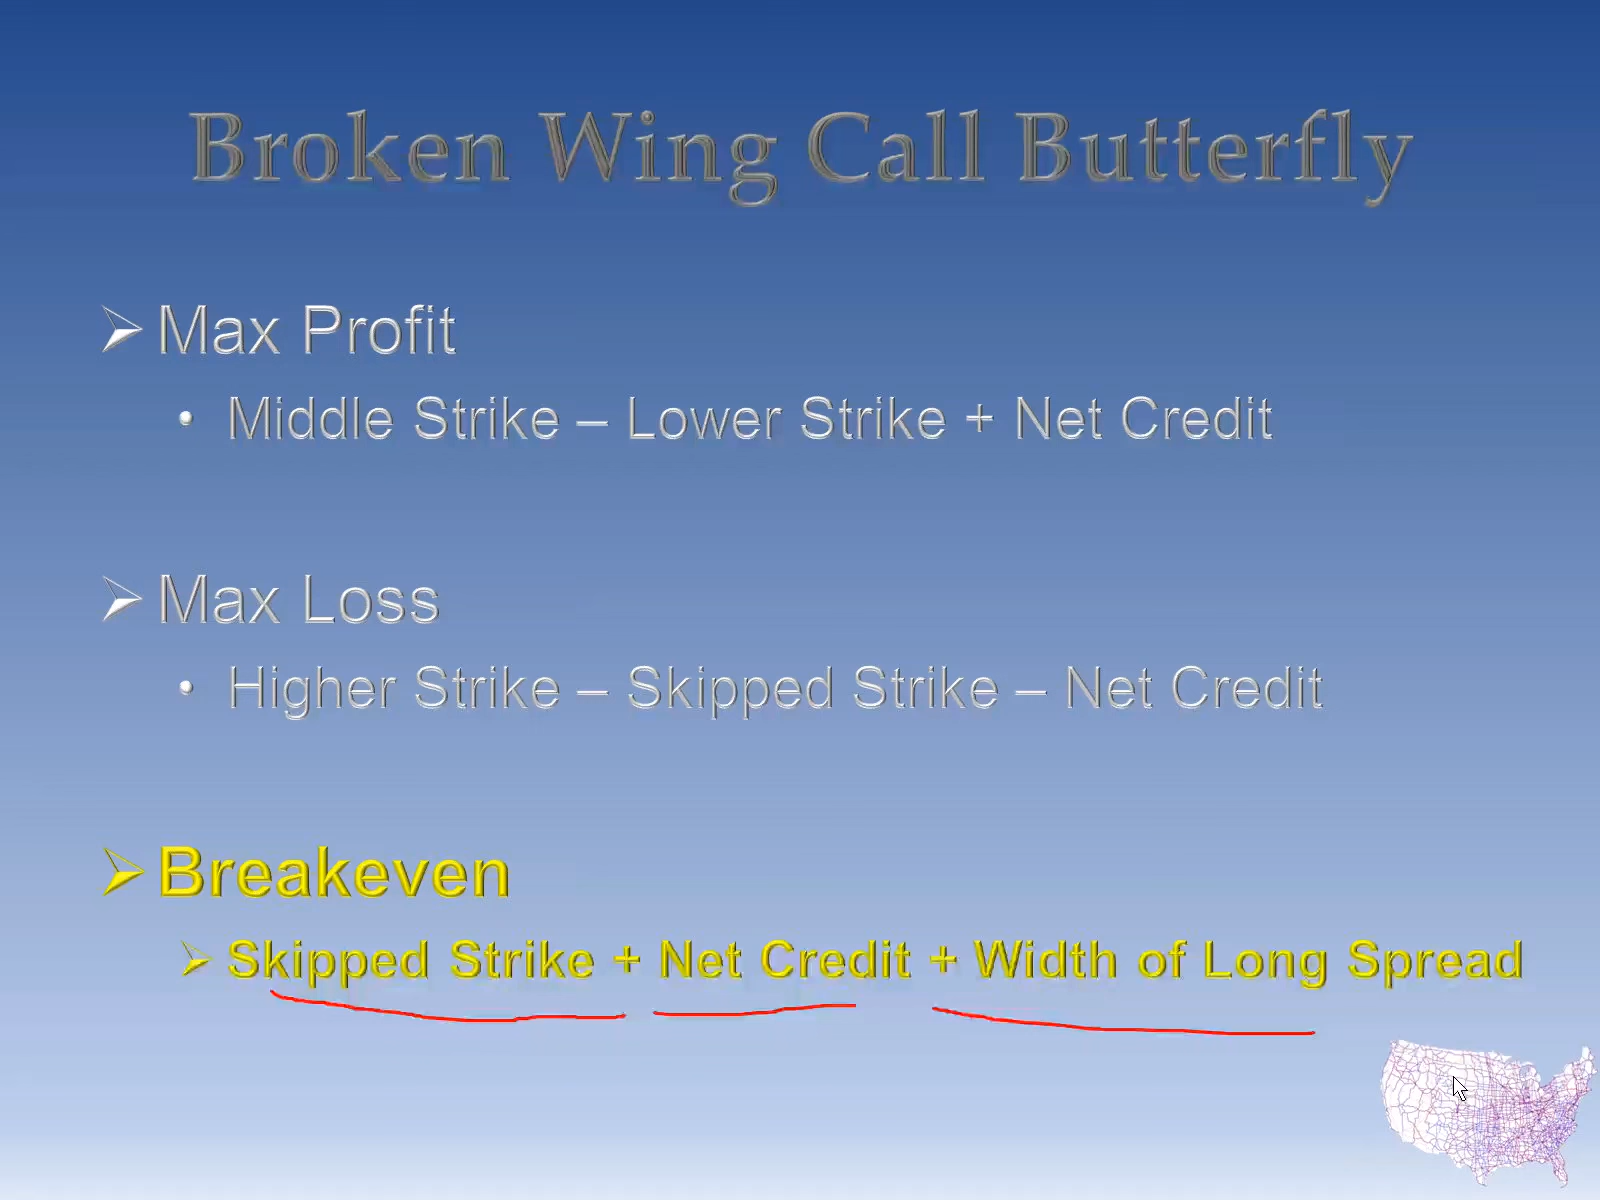 Broken Wing Call Butterfly
Max Profit
Middle Strike – Lower Strike + Net Credit
Max Loss
Higher Strike – Skipped Strike – Net Credit
Breakeven
Skipped Strike + Net Credit + Width of Long Spread